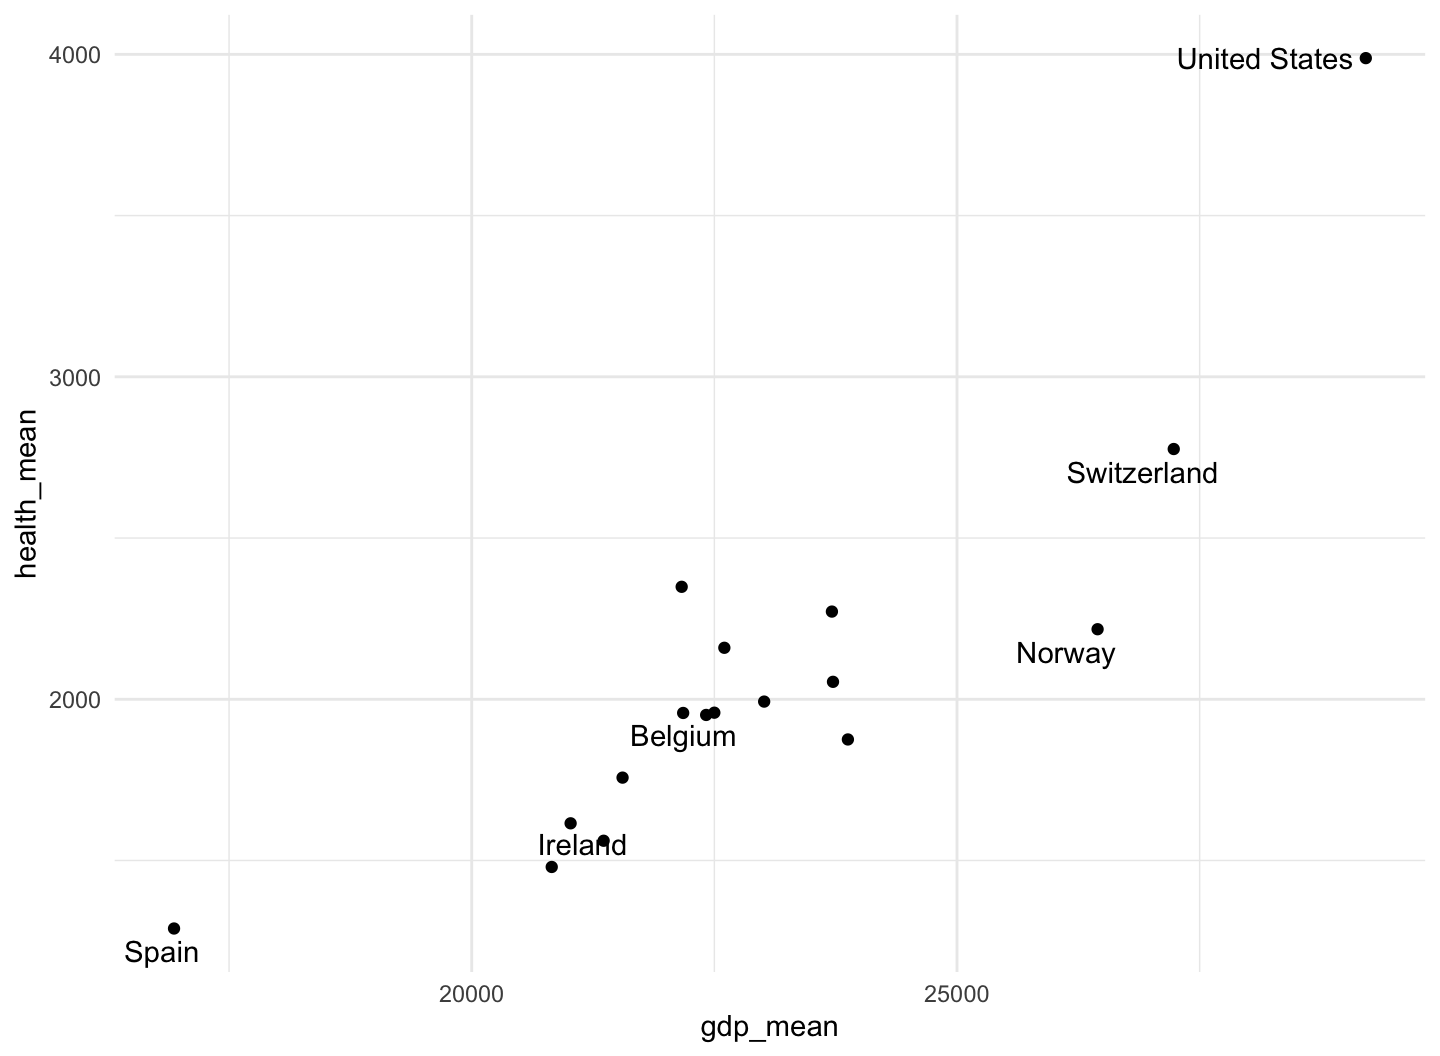 4000
United States
3000
health_mean
Switzerland
Norway
2000
Belgium
Ireland
Spain
20000
25000
gdp_mean